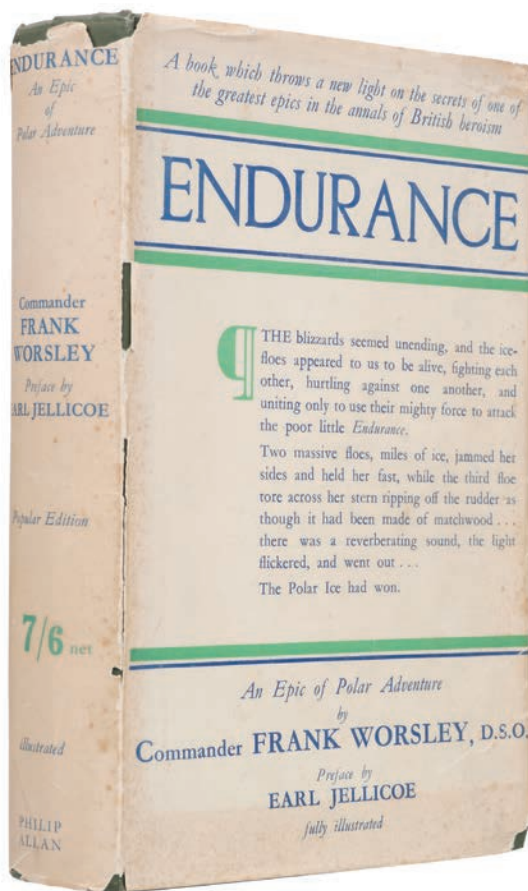 ENDURANCE
An Epic
of
Polar Adventure
Commander
FRANK
WORSLEY
Preface by
EARL JELLICOE
Popular Edition
7/6 net
illustrated
PHILIP
ALLAN
A book which throws a new light on the secrets of one of
the greatest epics in the annals of British heroism
ENDURANCE
¶ THE blizzards seemed unending, and the ice-
floes appeared to us to be alive, fighting each
other, hurtling against one another, and
uniting only to use their mighty force to attack
the poor little Endurance.
Two massive floes, miles of ice, jammed her
sides and held her fast, while the third floe
tore across her stern ripping off the rudder as
though it had been made of matchwood . . .
there was a reverberating sound, the light
flickered, and went out . . .
The Polar Ice had won.
An Epic of Polar Adventure
by
Commander FRANK WORSLEY, D.S.O.
Preface by
EARL JELLICOE
fully illustrated